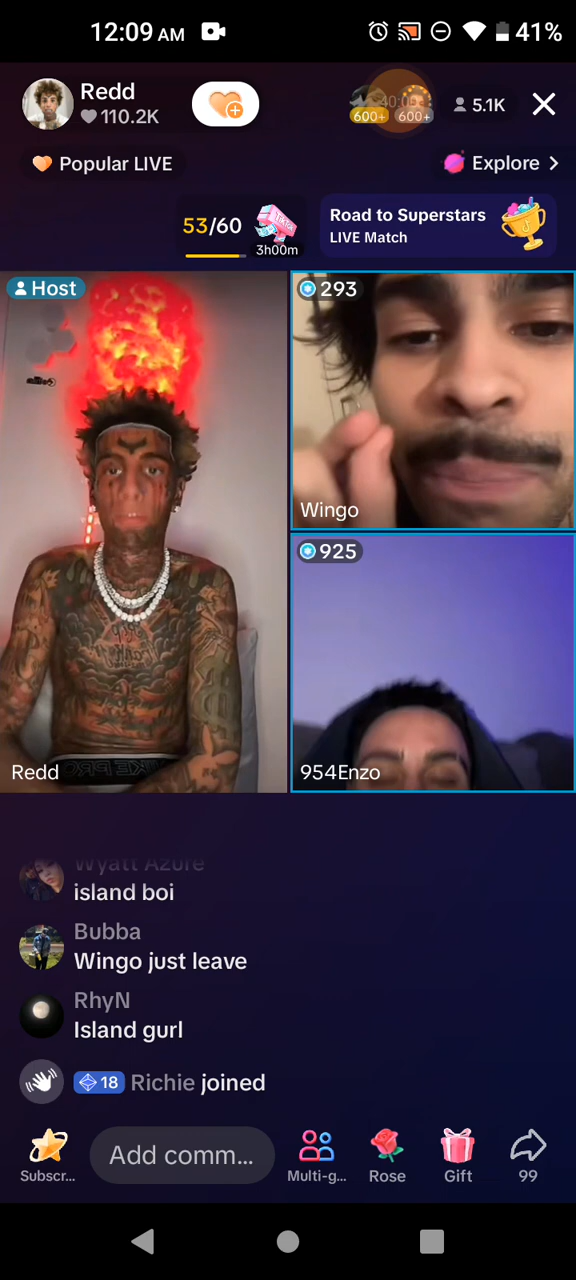 12:09 AM
41%
Redd
110.2K
600+
600+
5.1K
Popular LIVE
Explore
53/60
3h00m
Road to Superstars
LIVE Match
Host
293
Wingo
925
Redd
954Enzo
Wyatt Azure
island boi
Bubba
Wingo just leave
RhyN
Island gurl
18 Richie joined
Subscr...
Add comm...
Multi-g...
Rose
Gift
99